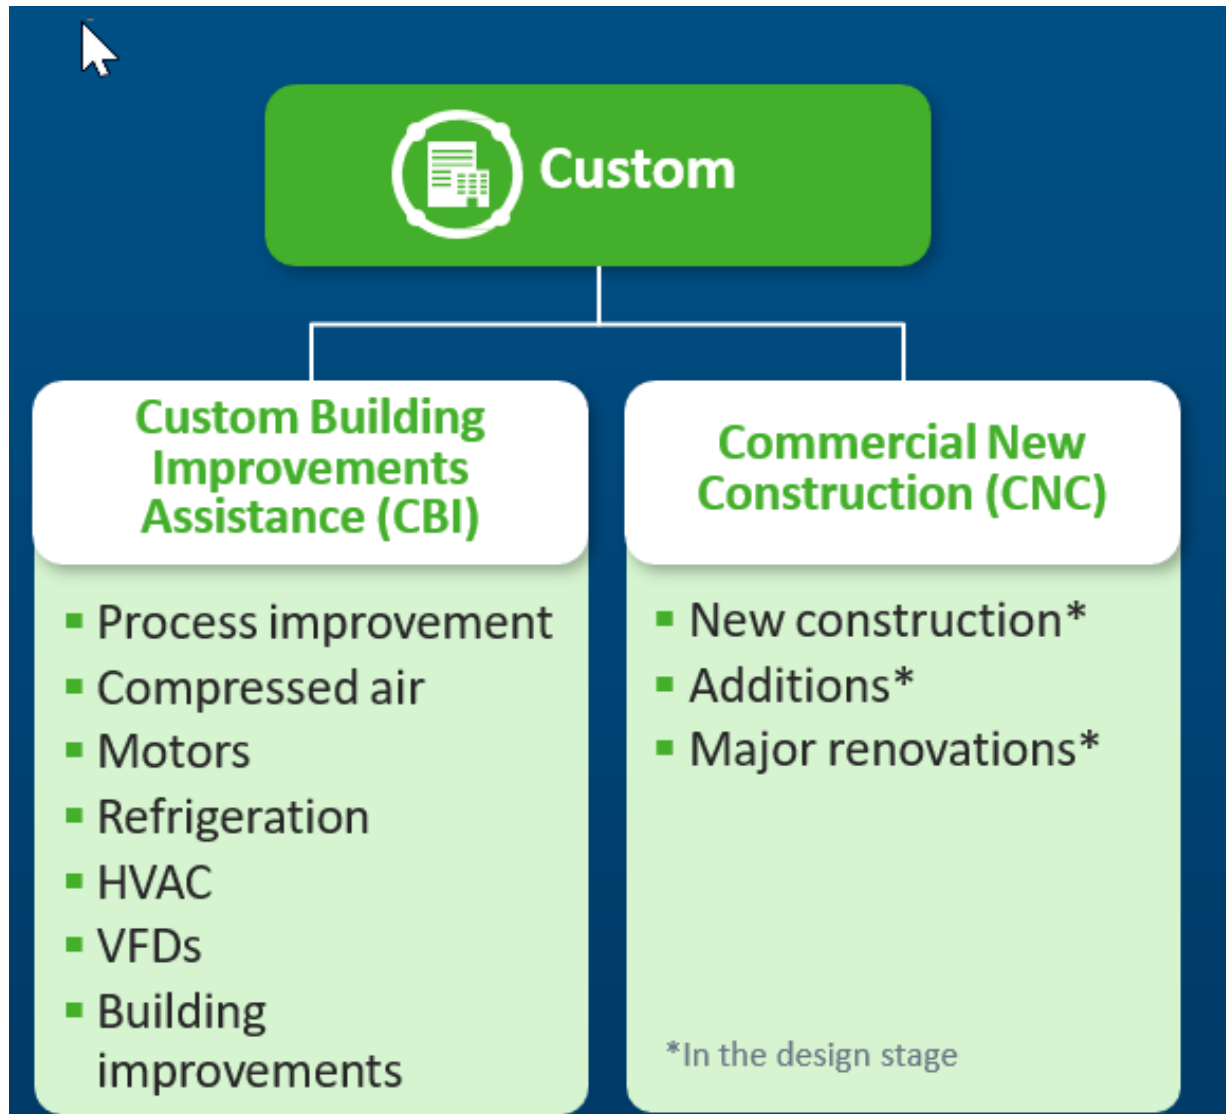 Custom
Custom Building
Improvements
Assistance (CBI)
▪ Process improvement
▪ Compressed air
▪ Motors
▪ Refrigeration
▪ HVAC
▪ VFDs
▪ Building
improvements
Commercial New
Construction (CNC)
▪ New construction*
▪ Additions*
▪ Major renovations*
*In the design stage